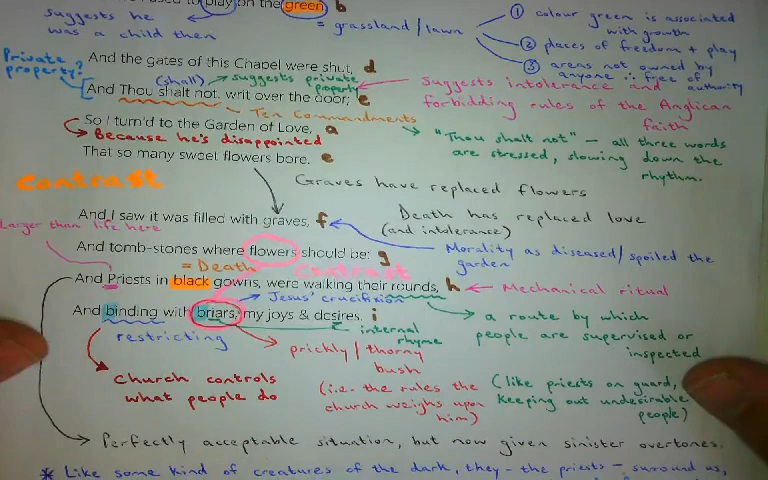 used to play on the green b
suggests he was a child then
= grassland / lawn
① colour green is associated with growth
② places of freedom + play
③ areas not owned by anyone ∴ free of authority
Private property?
And the gates of this Chapel were shut, d
(shall) → suggests private property
And Thou shalt not. writ over the door; e
Suggests intolerance and forbidding rules of the Anglican faith
Ten Commandments
"Thou shalt not" – all three words are stressed, slowing down the rhythm.
So I turn'd to the Garden of Love, a
Because he's disappointed
That so many sweet flowers bore. e
Contrast
Graves have replaced flowers
And I saw it was filled with graves, f
Death has replaced love
(and intolerance)
Larger than life here
And tomb-stones where flowers should be: g
Morality as diseased/spoiled the garden
= Death
Contrast
And Priests in black gowns, were walking their rounds, h
Mechanical ritual
Jesus' crucifixion
And binding with briars, my joys & desires. i
a route by which people are supervised or inspected
internal rhyme
restricting
prickly / thorny bush
Church controls what people do
(i.e. the rules the church weighs upon him)
(like priests on guard, keeping out undesirable people)
Perfectly acceptable situation, but now given sinister overtones.
* Like some kind of creatures of the dark, they – the priests – surround us,